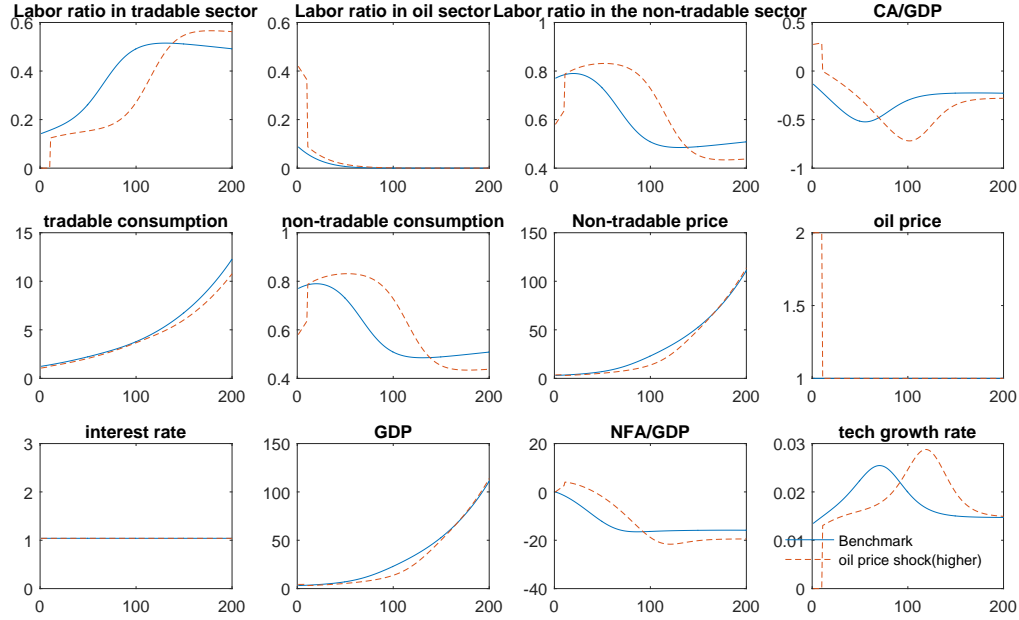 Labor ratio in tradable sector
0.6
0.4
0.2
0
0 100 200
Labor ratio in oil sector
0.6
0.4
0.2
0
0 100 200
Labor ratio in the non-tradable sector
1
0.8
0.6
0.4
0 100 200
CA/GDP
0.5
0
-0.5
-1
0 100 200
tradable consumption
15
10
5
0
0 100 200
non-tradable consumption
1
0.8
0.6
0.4
0 100 200
Non-tradable price
150
100
50
0
0 100 200
oil price
2
1.5
1
0 100 200
interest rate
3
2
1
0
0 100 200
GDP
150
100
50
0
0 100 200
NFA/GDP
20
0
-20
-40
0 100 200
tech growth rate
0.03
0.02
0.01
0
0 100 200
Benchmark
oil price shock(higher)